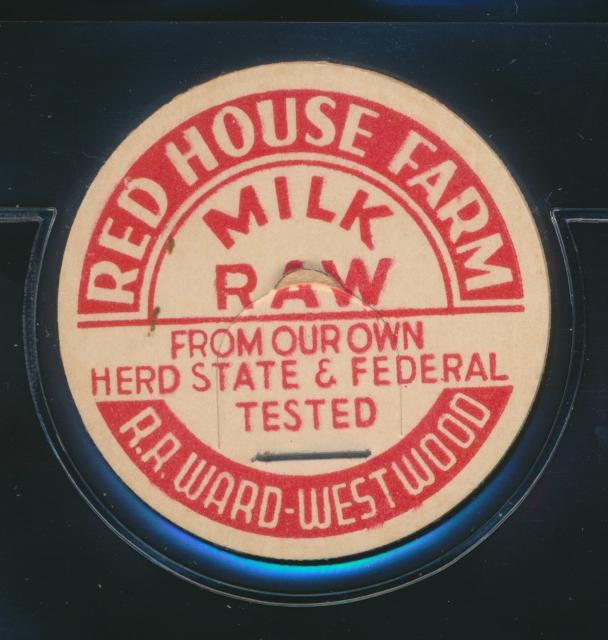 RED HOUSE FARM
MILK
RAW
FROM OUR OWN
HERD STATE & FEDERAL
TESTED
R.R. WARD-WESTWOOD